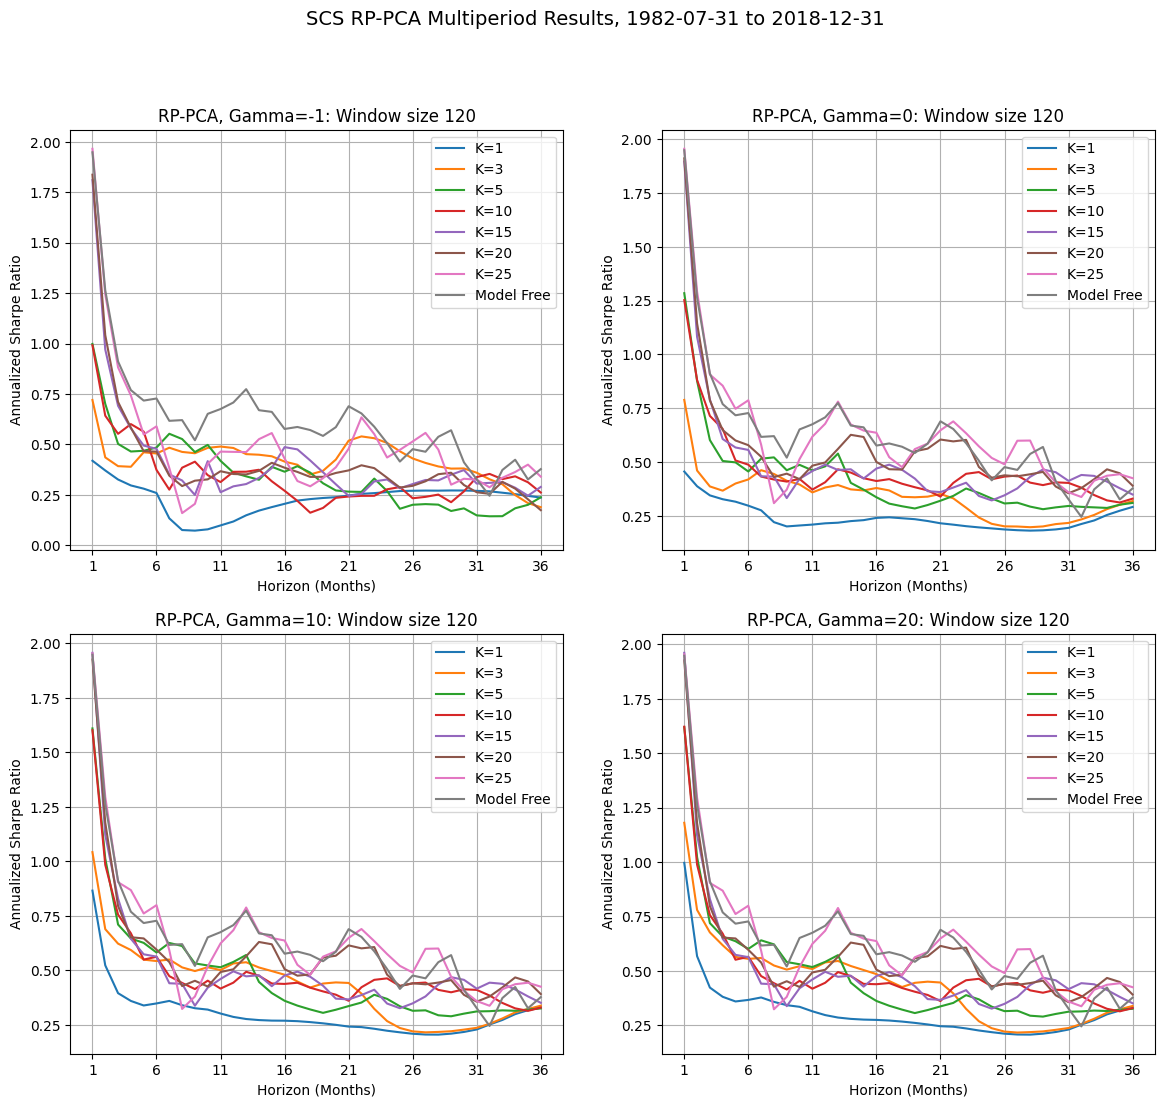 SCS RP-PCA Multiperiod Results, 1982-07-31 to 2018-12-31
RP-PCA, Gamma=-1: Window size 120
2.00
1.75
1.50
1.25
1.00
0.75
0.50
0.25
0.00
Annualized Sharpe Ratio
K=1
K=3
K=5
K=10
K=15
K=20
K=25
Model Free
1 6 11 16 21 26 31 36
Horizon (Months)
RP-PCA, Gamma=0: Window size 120
2.00
1.75
1.50
1.25
1.00
0.75
0.50
0.25
Annualized Sharpe Ratio
K=1
K=3
K=5
K=10
K=15
K=20
K=25
Model Free
1 6 11 16 21 26 31 36
Horizon (Months)
RP-PCA, Gamma=10: Window size 120
2.00
1.75
1.50
1.25
1.00
0.75
0.50
0.25
Annualized Sharpe Ratio
K=1
K=3
K=5
K=10
K=15
K=20
K=25
Model Free
1 6 11 16 21 26 31 36
Horizon (Months)
RP-PCA, Gamma=20: Window size 120
2.00
1.75
1.50
1.25
1.00
0.75
0.50
0.25
Annualized Sharpe Ratio
K=1
K=3
K=5
K=10
K=15
K=20
K=25
Model Free
1 6 11 16 21 26 31 36
Horizon (Months)